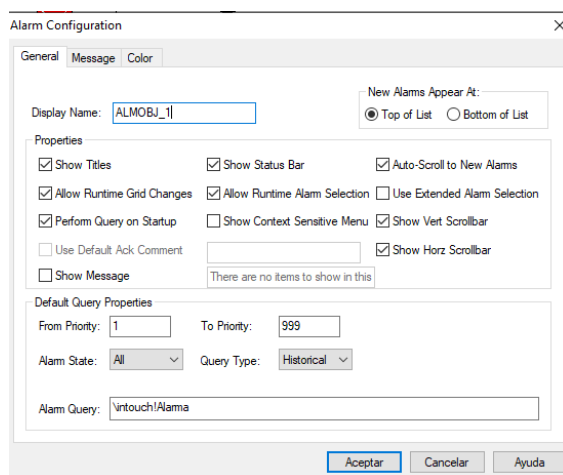 Alarm Configuration
General Message Color
New Alarms Appear At:
Display Name: ALMOBJ_1
Top of List Bottom of List
Properties
Show Titles Show Status Bar Auto-Scroll to New Alarms
Allow Runtime Grid Changes Allow Runtime Alarm Selection Use Extended Alarm Selection
Perform Query on Startup Show Context Sensitive Menu Show Vert Scrollbar
Use Default Ack Comment Show Horz Scrollbar
Show Message There are no items to show in this
Default Query Properties
From Priority: 1 To Priority: 999
Alarm State: All Query Type: Historical
Alarm Query: \intouch!Alarma
Aceptar Cancelar Ayuda